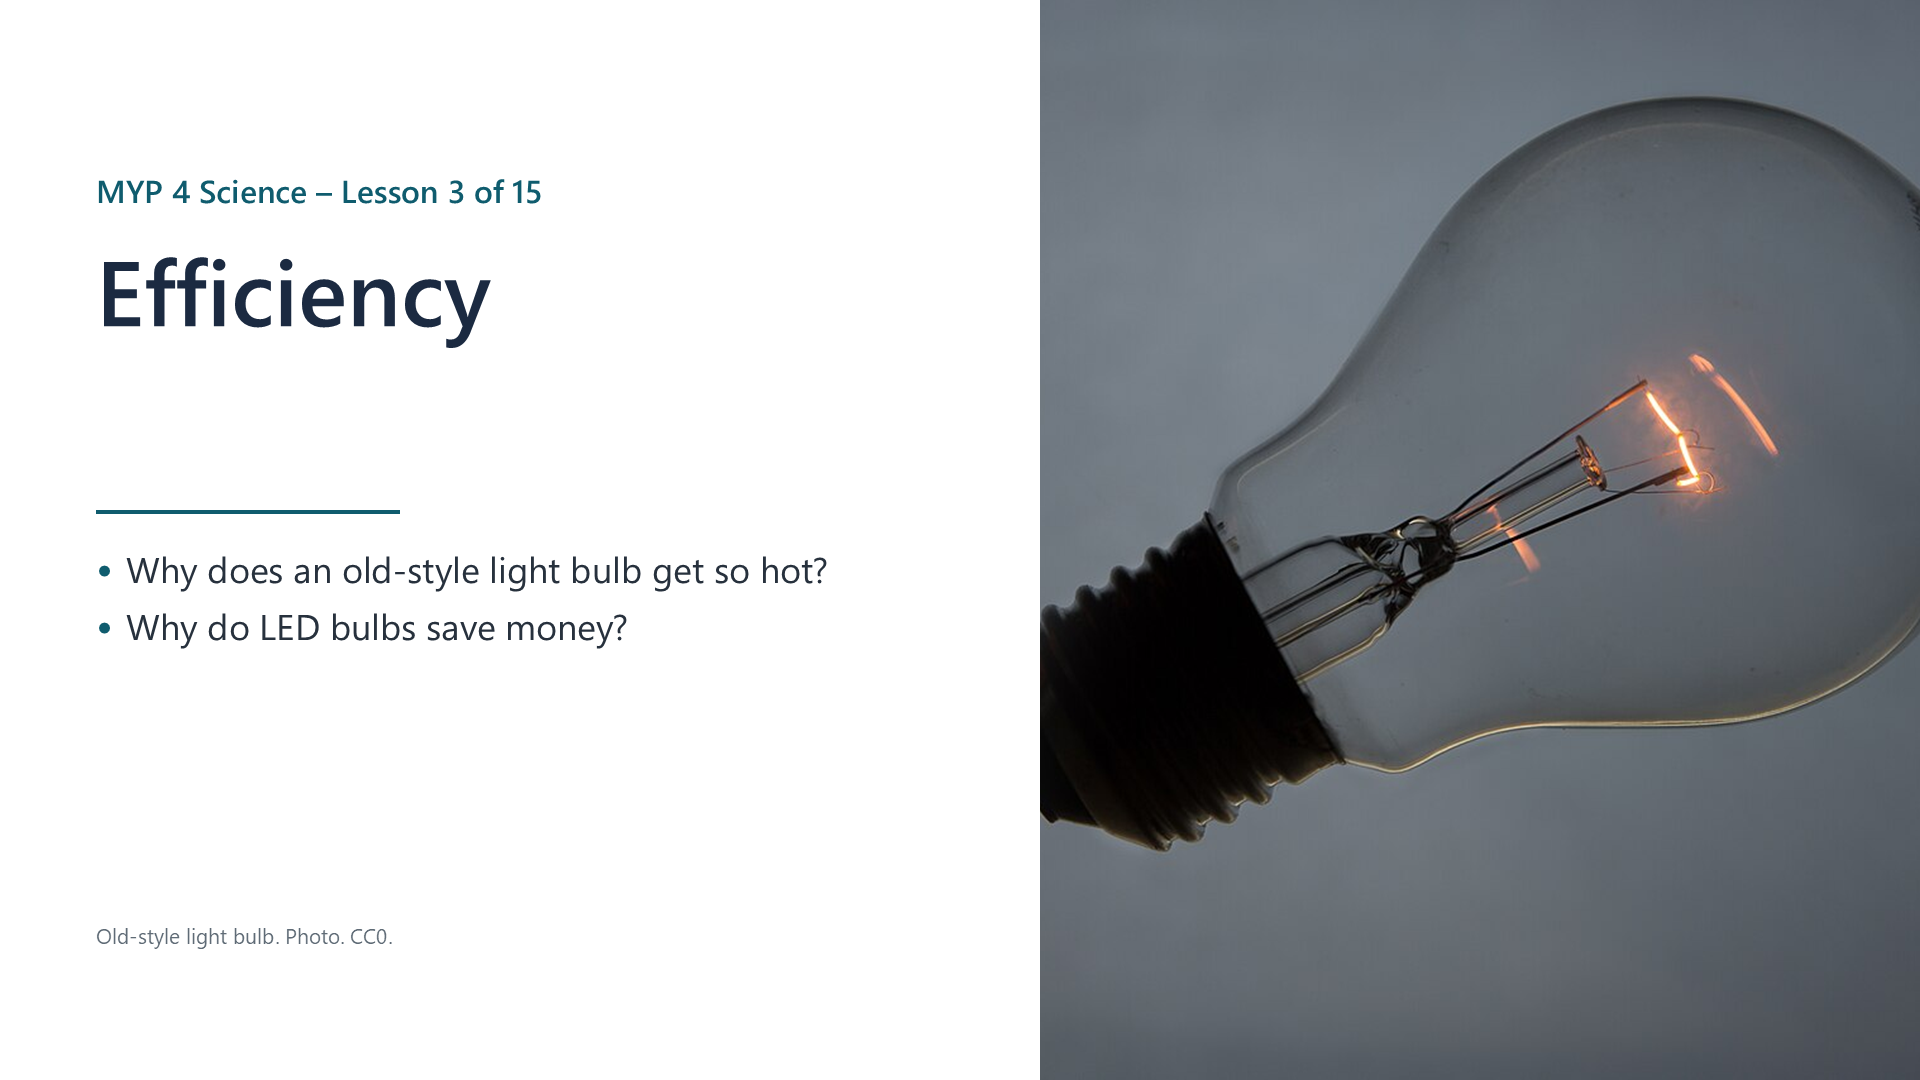 MYP 4 Science – Lesson 3 of 15
Efficiency
• Why does an old-style light bulb get so hot?
• Why do LED bulbs save money?
Old-style light bulb. Photo. CC0.